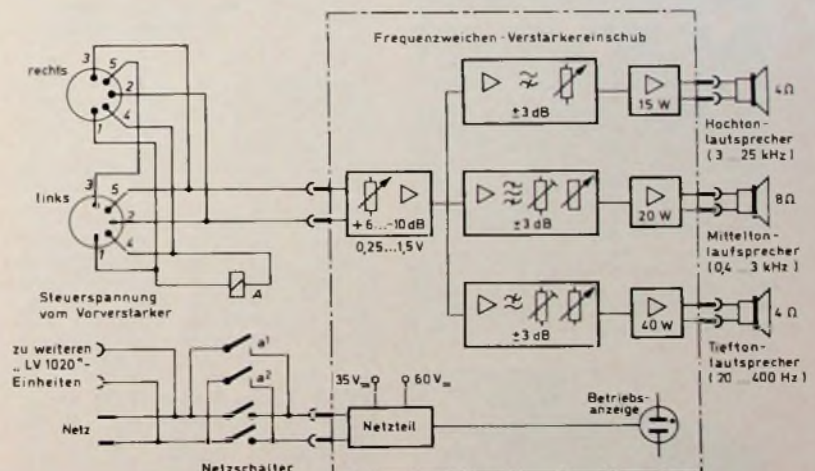 Frequenzweichen-Verstärkereinschub
rechts
3
5
2
4
1
links
3
5
2
4
1
A
Steuerspannung
vom Vorverstärker
zu weiteren
„LV 1020"-
Einheiten
Netz
a1
a2
Netzschalter
+6...-10dB
0,25...1,5 V
±3 dB
15 W
4Ω
Hochton-
lautsprecher
(3...25 kHz)
±3 dB
20 W
8Ω
Mittelton-
lautsprecher
(0,4...3 kHz)
±3 dB
40 W
4 Ω
Tiefton-
lautsprecher
(20...400 Hz)
35 V=
60 V=
Netzteil
Betriebs-
anzeige